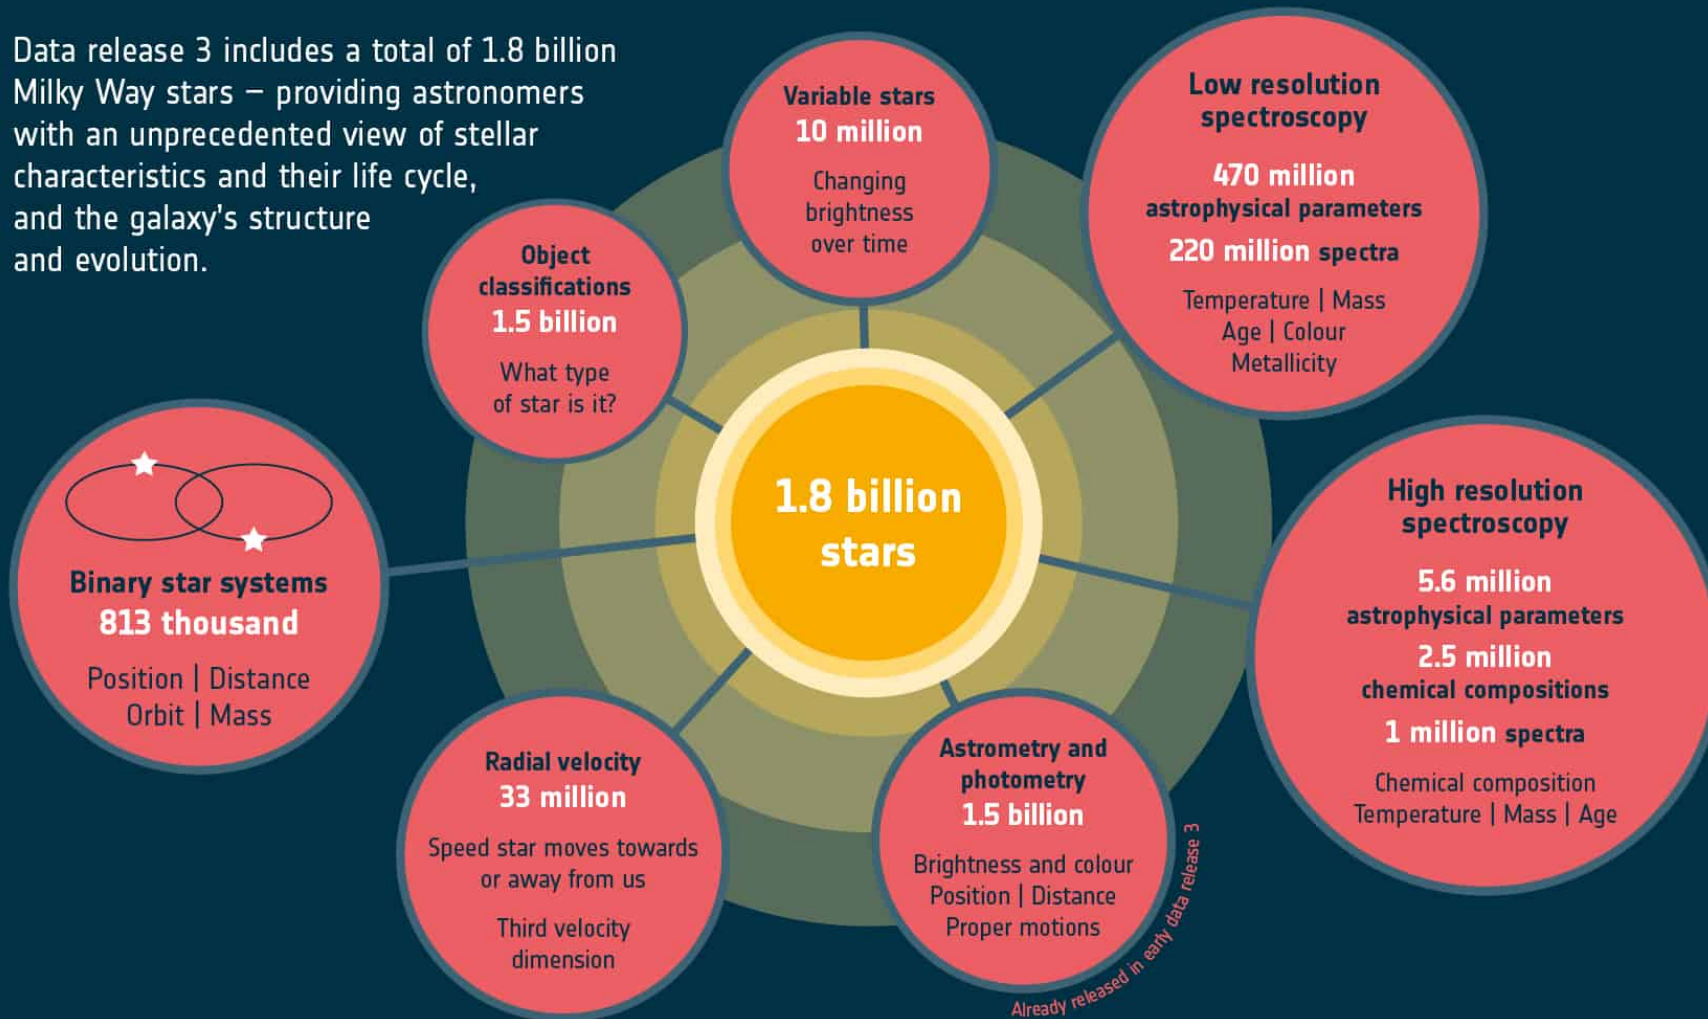 Data release 3 includes a total of 1.8 billion
Milky Way stars – providing astronomers
with an unprecedented view of stellar
characteristics and their life cycle,
and the galaxy's structure
and evolution.
Variable stars
10 million
Changing
brightness
over time
Low resolution
spectroscopy
470 million
astrophysical parameters
220 million spectra
Temperature | Mass
Age | Colour
Metallicity
Object
classifications
1.5 billion
What type
of star is it?
1.8 billion
stars
High resolution
spectroscopy
5.6 million
astrophysical parameters
2.5 million
chemical compositions
1 million spectra
Chemical composition
Temperature | Mass | Age
Binary star systems
813 thousand
Position | Distance
Orbit | Mass
Radial velocity
33 million
Speed star moves towards
or away from us
Third velocity
dimension
Astrometry and
photometry
1.5 billion
Brightness and colour
Position | Distance
Proper motions
Already released in early data release 3